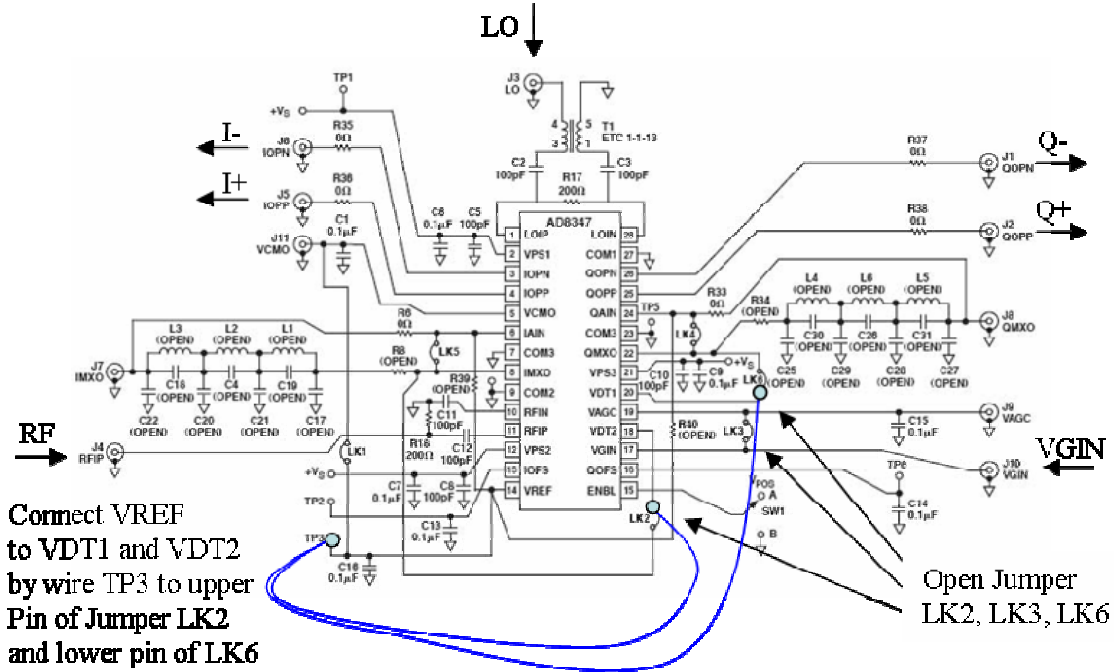 LO
J3
LO
TP1
+VS
I-
J6
IOPN
R35
0Ω
4
5
3
1
T1
ETC 1-1-13
C2
100pF
C3
100pF
R17
200Ω
R37
0Ω
J1
QOPN
Q-
I+
J5
IOPP
R36
0Ω
R38
0Ω
J2
QOPP
Q+
J11
VCMO
C1
0.1µF
C6
0.1µF
C5
100pF
AD8347
1 LOIP LOIN 28
2 VPS1 COM1 27
3 IOPN QOPN 26
4 IOPP QOPP 25
5 VCMO QAIN 24
6 IAIN COM3 23
7 COM3 QMXO 22
8 IMXO VPS3 21
9 COM2 VDT1 20
10 RFIN VAGC 19
11 RFIP VDT2 18
12 VPS2 VGIN 17
13 IOFS QOFS 16
14 VREF ENBL 15
R33
0Ω
TP5
R34
(OPEN)
L4
(OPEN)
L6
(OPEN)
L5
(OPEN)
J8
QMXO
LK4
C30
(OPEN)
C26
(OPEN)
C31
(OPEN)
C25
(OPEN)
C29
(OPEN)
C28
(OPEN)
C27
(OPEN)
R6
0Ω
L3
(OPEN)
L2
(OPEN)
L1
(OPEN)
R8
(OPEN)
LK5
J7
IMXO
C18
(OPEN)
C4
(OPEN)
C19
(OPEN)
R39
(OPEN)
C22
(OPEN)
C20
(OPEN)
C21
(OPEN)
C17
(OPEN)
+VS
C10
100pF
C9
0.1µF
LK6
C11
100pF
R16
200Ω
C12
100pF
R40
(OPEN)
LK3
C15
0.1µF
J9
VAGC
RF
J4
RFIP
LK1
VGIN
J10
VGIN
+VS
C7
0.1µF
C8
100pF
TP6
TP2
C13
0.1µF
VPOS
A
SW1
B
C14
0.1µF
LK2
TP3
C16
0.1µF
Connect VREF
to VDT1 and VDT2
by wire TP3 to upper
Pin of Jumper LK2
and lower pin of LK6
Open Jumper
LK2, LK3, LK6